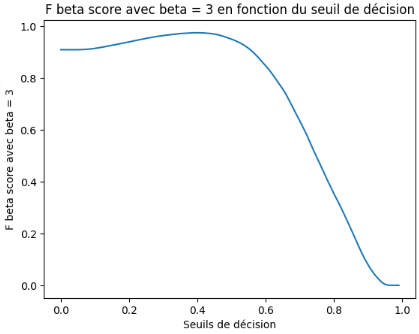 F beta score avec beta = 3 en fonction du seuil de décision
F beta score avec beta = 3
1.0
0.8
0.6
0.4
0.2
0.0
0.0 0.2 0.4 0.6 0.8 1.0
Seuils de décision